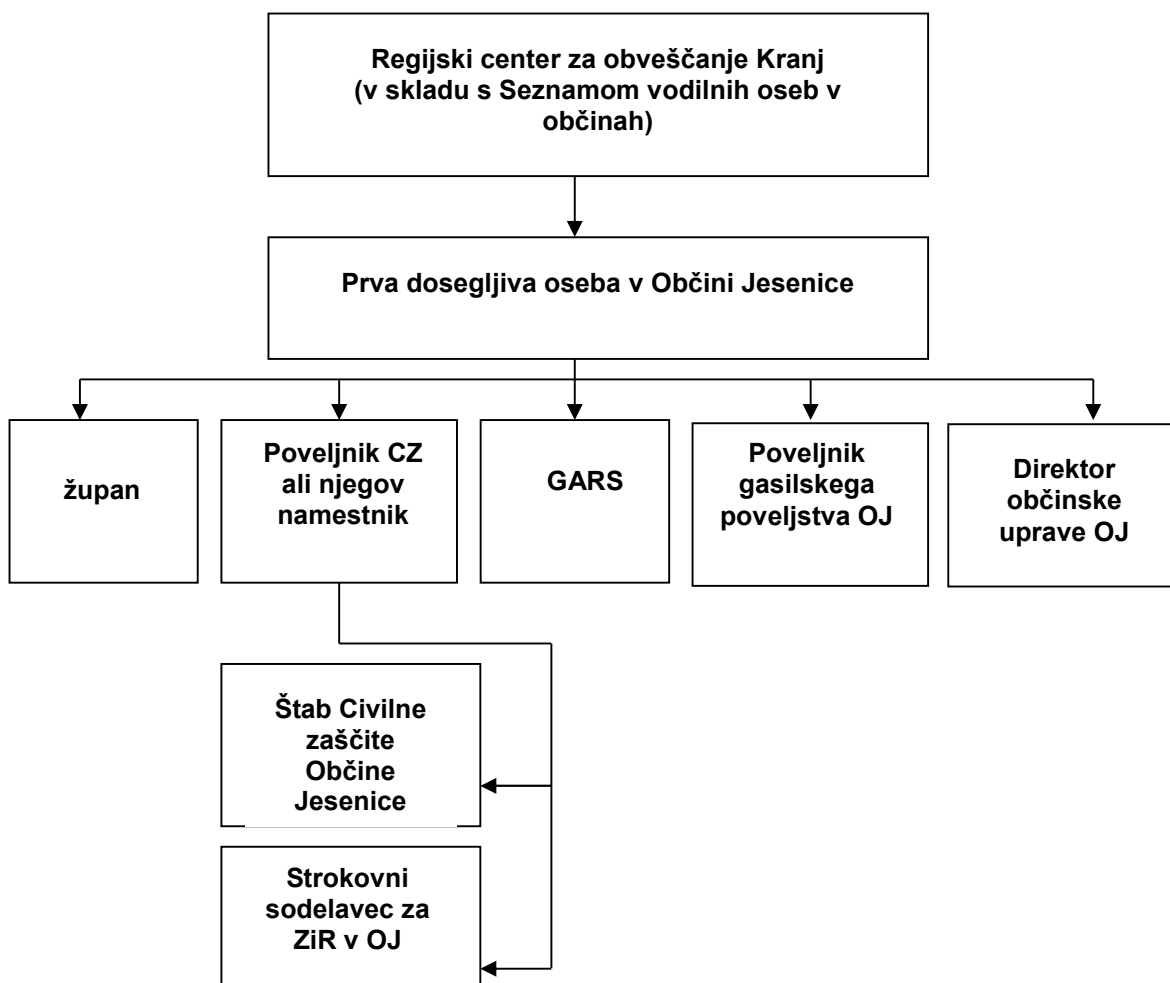 Regijski center za obveščanje Kranj
(v skladu s Seznamom vodilnih oseb v
občinah)
Prva dosegljiva oseba v Občini Jesenice
župan
Poveljnik CZ
ali njegov
namestnik
GARS
Poveljnik
gasilskega
poveljstva OJ
Direktor
občinske
uprave OJ
Štab Civilne
zaščite
Občine
Jesenice
Strokovni
sodelavec za
ZiR v OJ